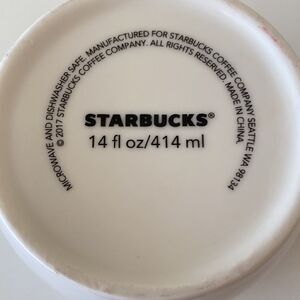 MICROWAVE AND DISHWASHER SAFE. MANUFACTURED FOR STARBUCKS COFFEE COMPANY SEATTLE WA 98134
© 2017 STARBUCKS COFFEE COMPANY. ALL RIGHTS RESERVED. MADE IN CHINA.
STARBUCKS®
14 fl oz/414 ml